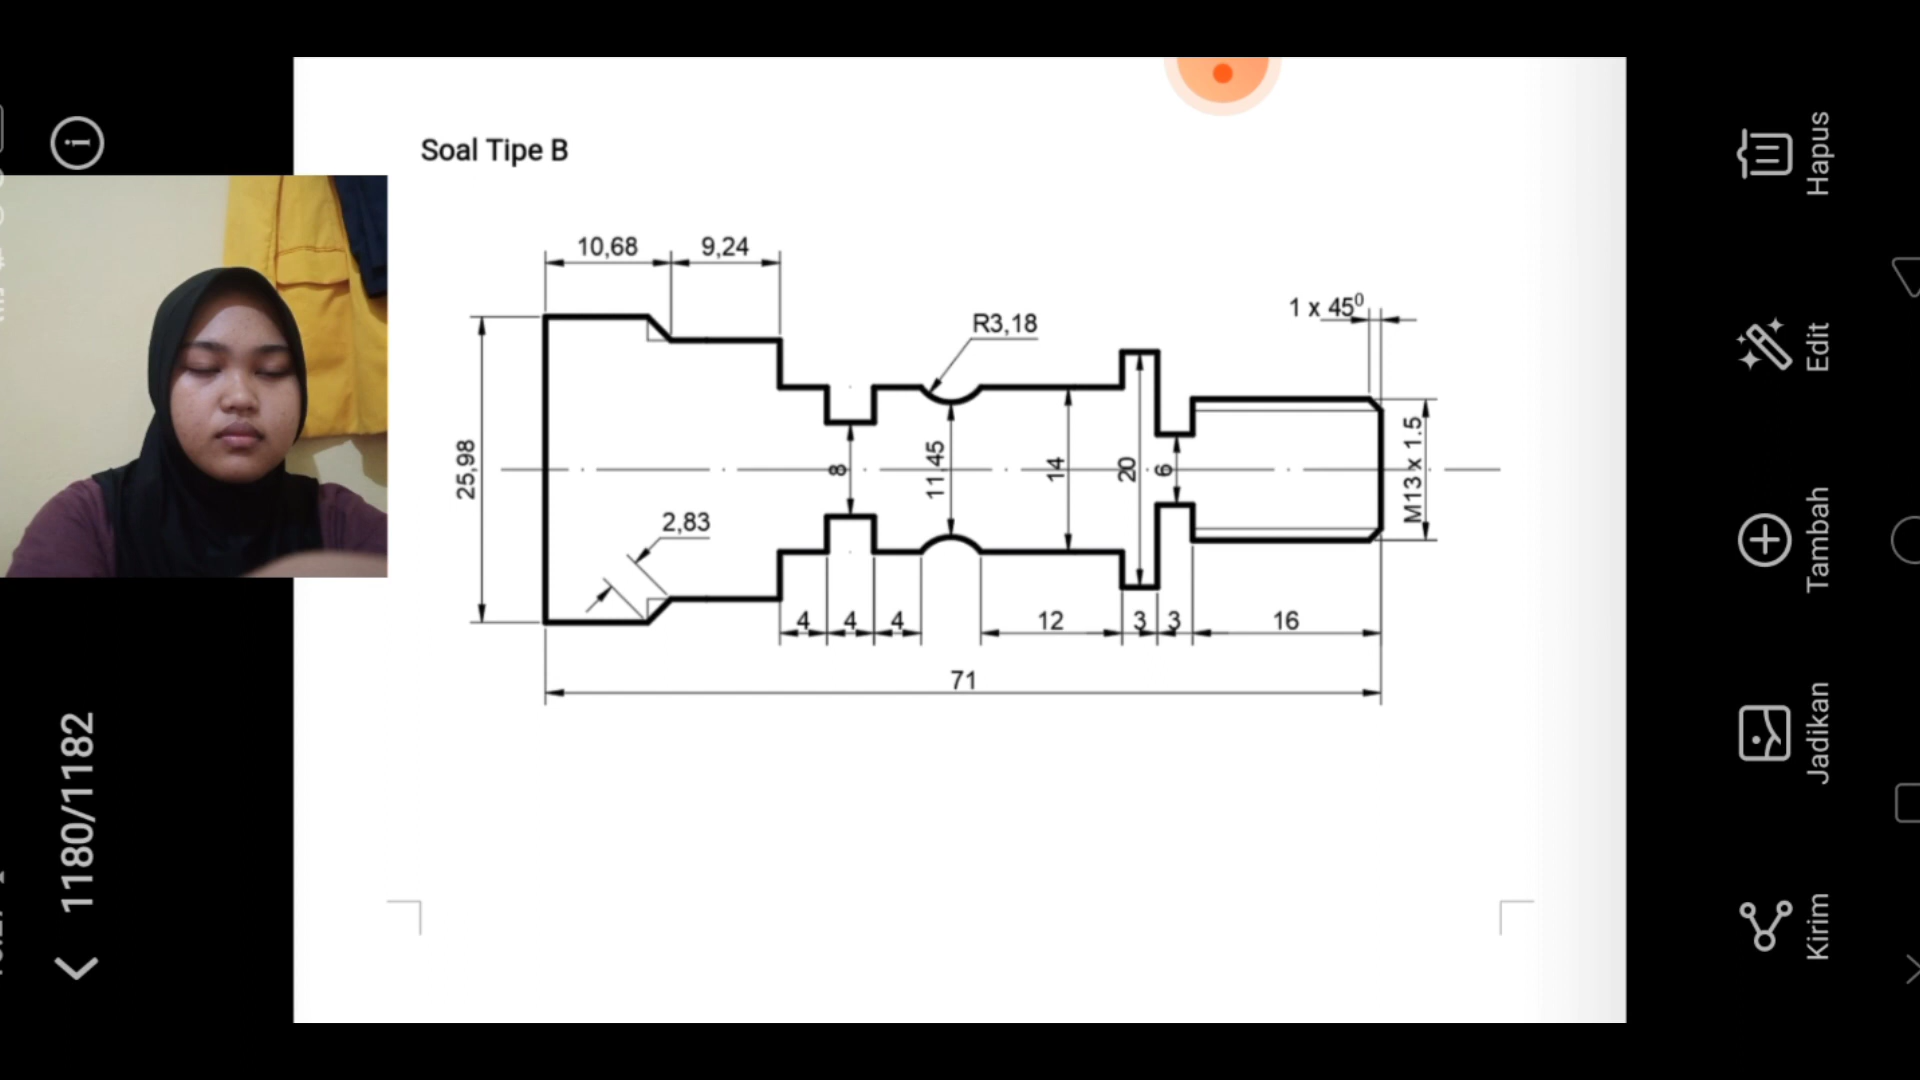 Soal Tipe B
10,68
9,24
R3,18
1 x 45⁰
25,98
8
11,45
14
20
6
M13 x 1.5
2,83
4
4
4
12
3
3
16
71
1180/1182
Hapus
Edit
Tambah
Jadikan
Kirim